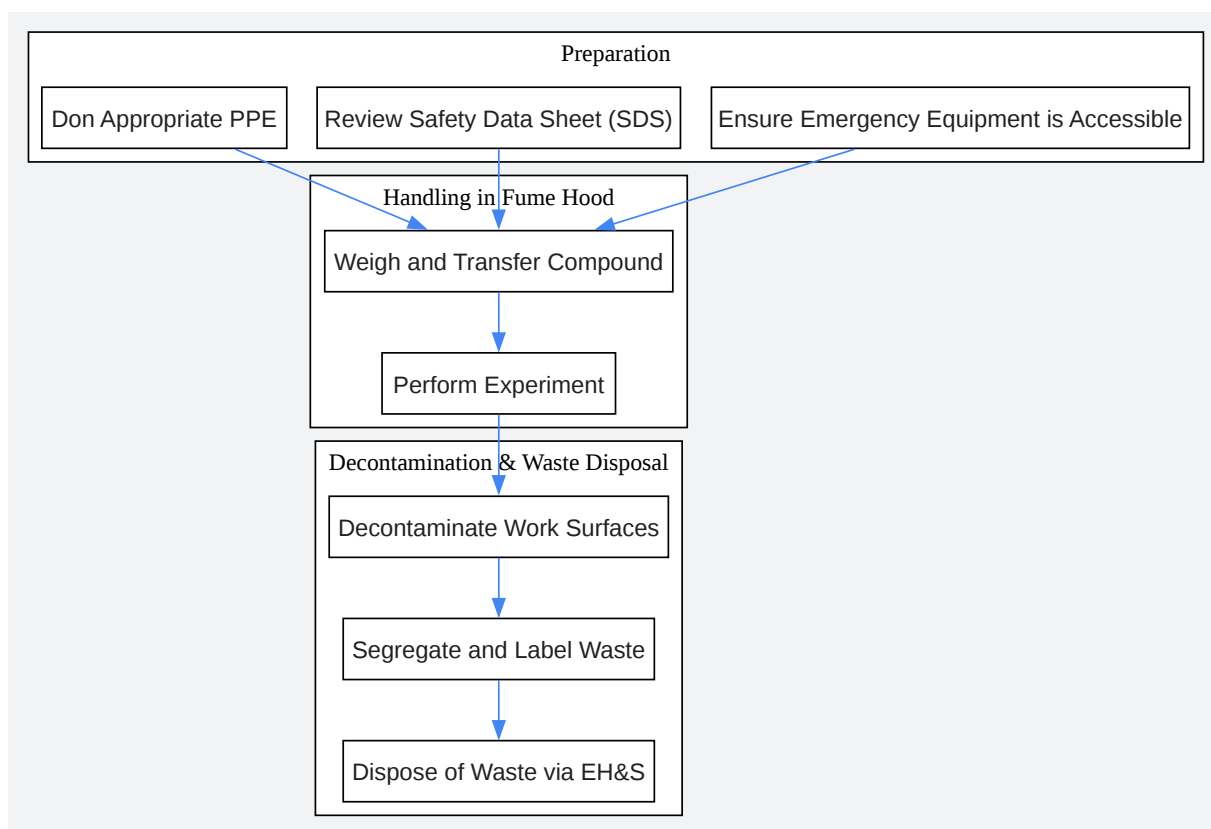 Preparation
Don Appropriate PPE
Review Safety Data Sheet (SDS)
Ensure Emergency Equipment is Accessible
Handling in Fume Hood
Weigh and Transfer Compound
Perform Experiment
Decontamination & Waste Disposal
Decontaminate Work Surfaces
Segregate and Label Waste
Dispose of Waste via EH&S